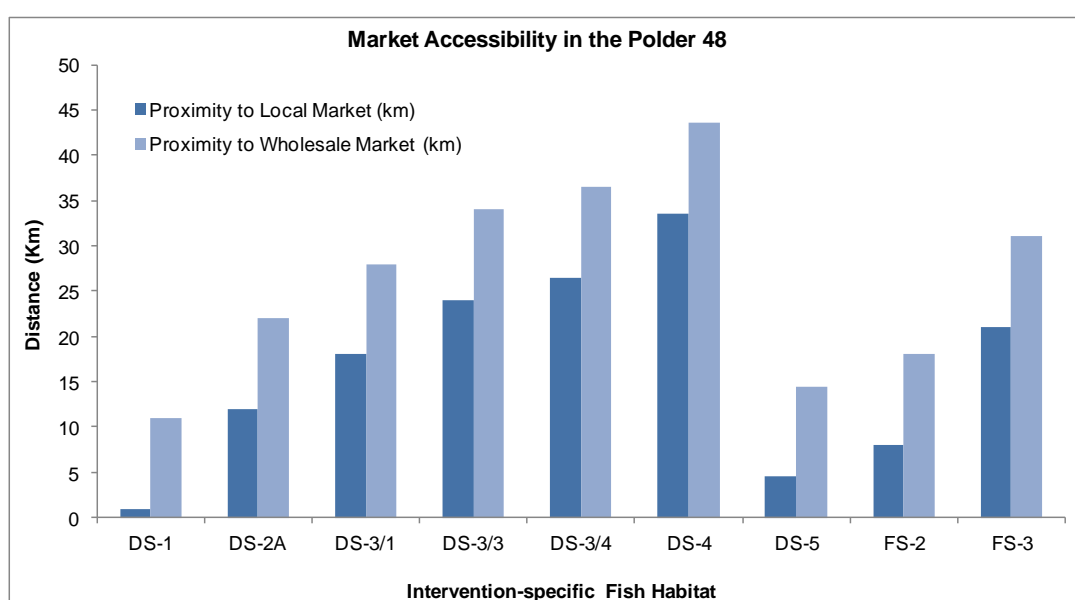 Market Accessibility in the Polder 48
50
45
40
35
30
25
20
15
10
5
0
Distance (Km)
Proximity to Local Market (km)
Proximity to Wholesale Market (km)
DS-1 DS-2A DS-3/1 DS-3/3 DS-3/4 DS-4 DS-5 FS-2 FS-3
Intervention-specific Fish Habitat